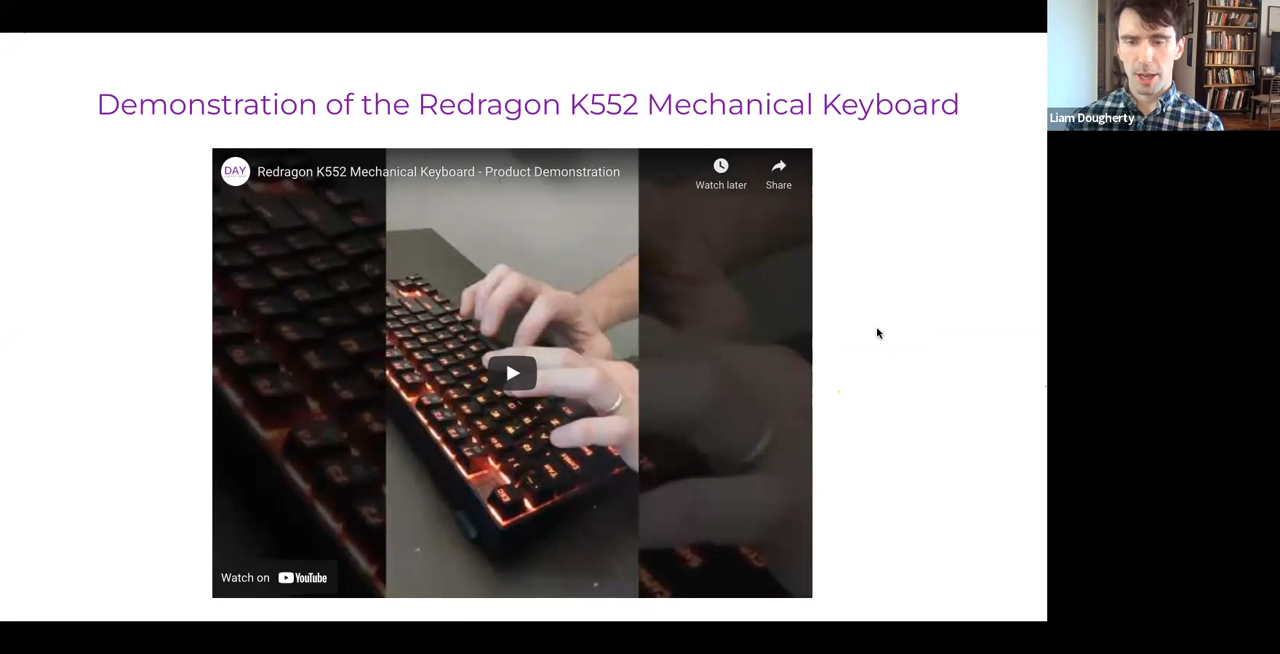 Demonstration of the Redragon K552 Mechanical Keyboard
Liam Dougherty
DAY
Redragon K552 Mechanical Keyboard - Product Demonstration
Watch later
Share
Watch on YouTube